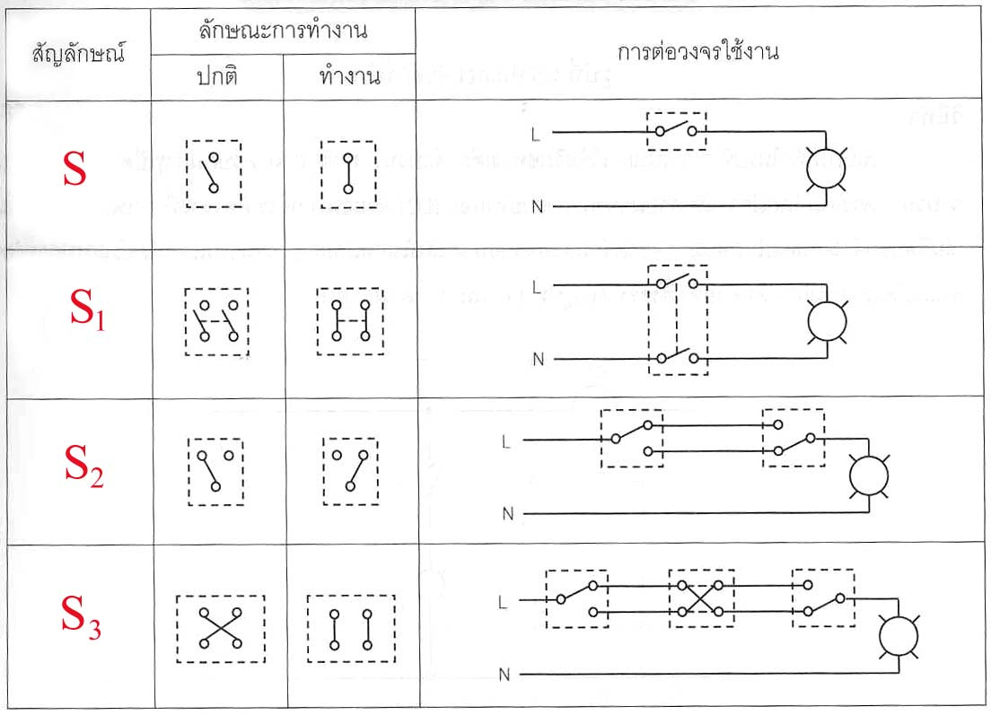 สัญลักษณ์
ลักษณะการทำงาน
การต่อวงจรใช้งาน
ปกติ
ทำงาน
S
L
N
S₁
L
N
S₂
L
N
S₃
L
N